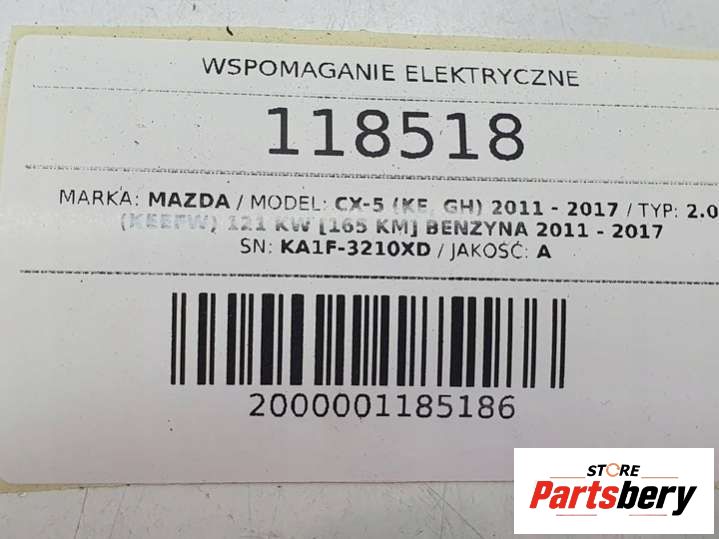 WSPOMAGANIE ELEKTRYCZNE
118518
MARKA: MAZDA / MODEL: CX-5 (KE, GH) 2011 - 2017 / TYP: 2.0
(KEEFW) 121 KW [165 KM] BENZYNA 2011 - 2017
SN: KA1F-3210XD / JAKOŚĆ: A
2000001185186
STORE
Partsbery